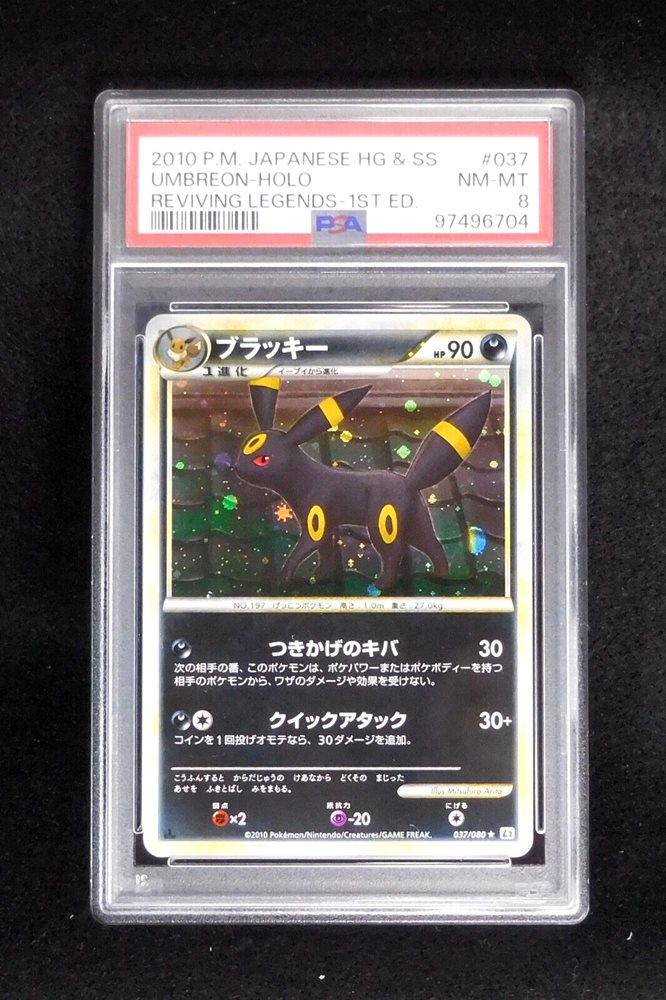 2010 P.M. JAPANESE HG & SS #037
UMBREON-HOLO NM-MT
REVIVING LEGENDS-1ST ED. 8
PSA 97496704
ブラッキー HP 90
1進化 イーブイから進化
NO.197 げっこうポケモン 高さ:1.0m 重さ:27.0kg
つきかげのキバ 30
次の相手の番、このポケモンは、ポケパワーまたはポケボディーを持つ
相手のポケモンから、ワザのダメージや効果を受けない。
クイックアタック 30+
コインを1回投げオモテなら、30ダメージを追加。
こうふんすると からだじゅうの けあなから どくその まじった
あせを ふきとばし みをまもる。
Illus. Mitsuhiro Arita
弱点 抵抗力 にげる
×2 -20
©2010 Pokémon/Nintendo/Creatures/GAME FREAK. 037/080 ★ L2